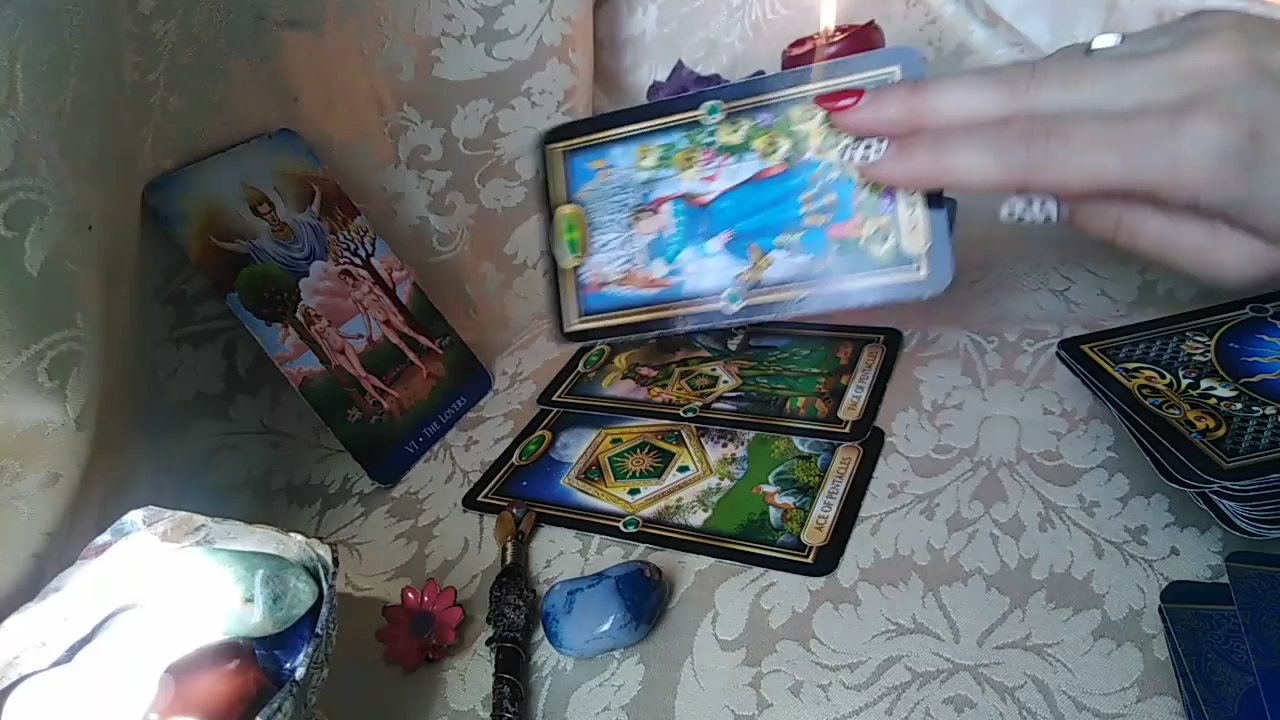 VI • THE LOVERS
PAGE OF PENTACLES
ACE OF PENTACLES